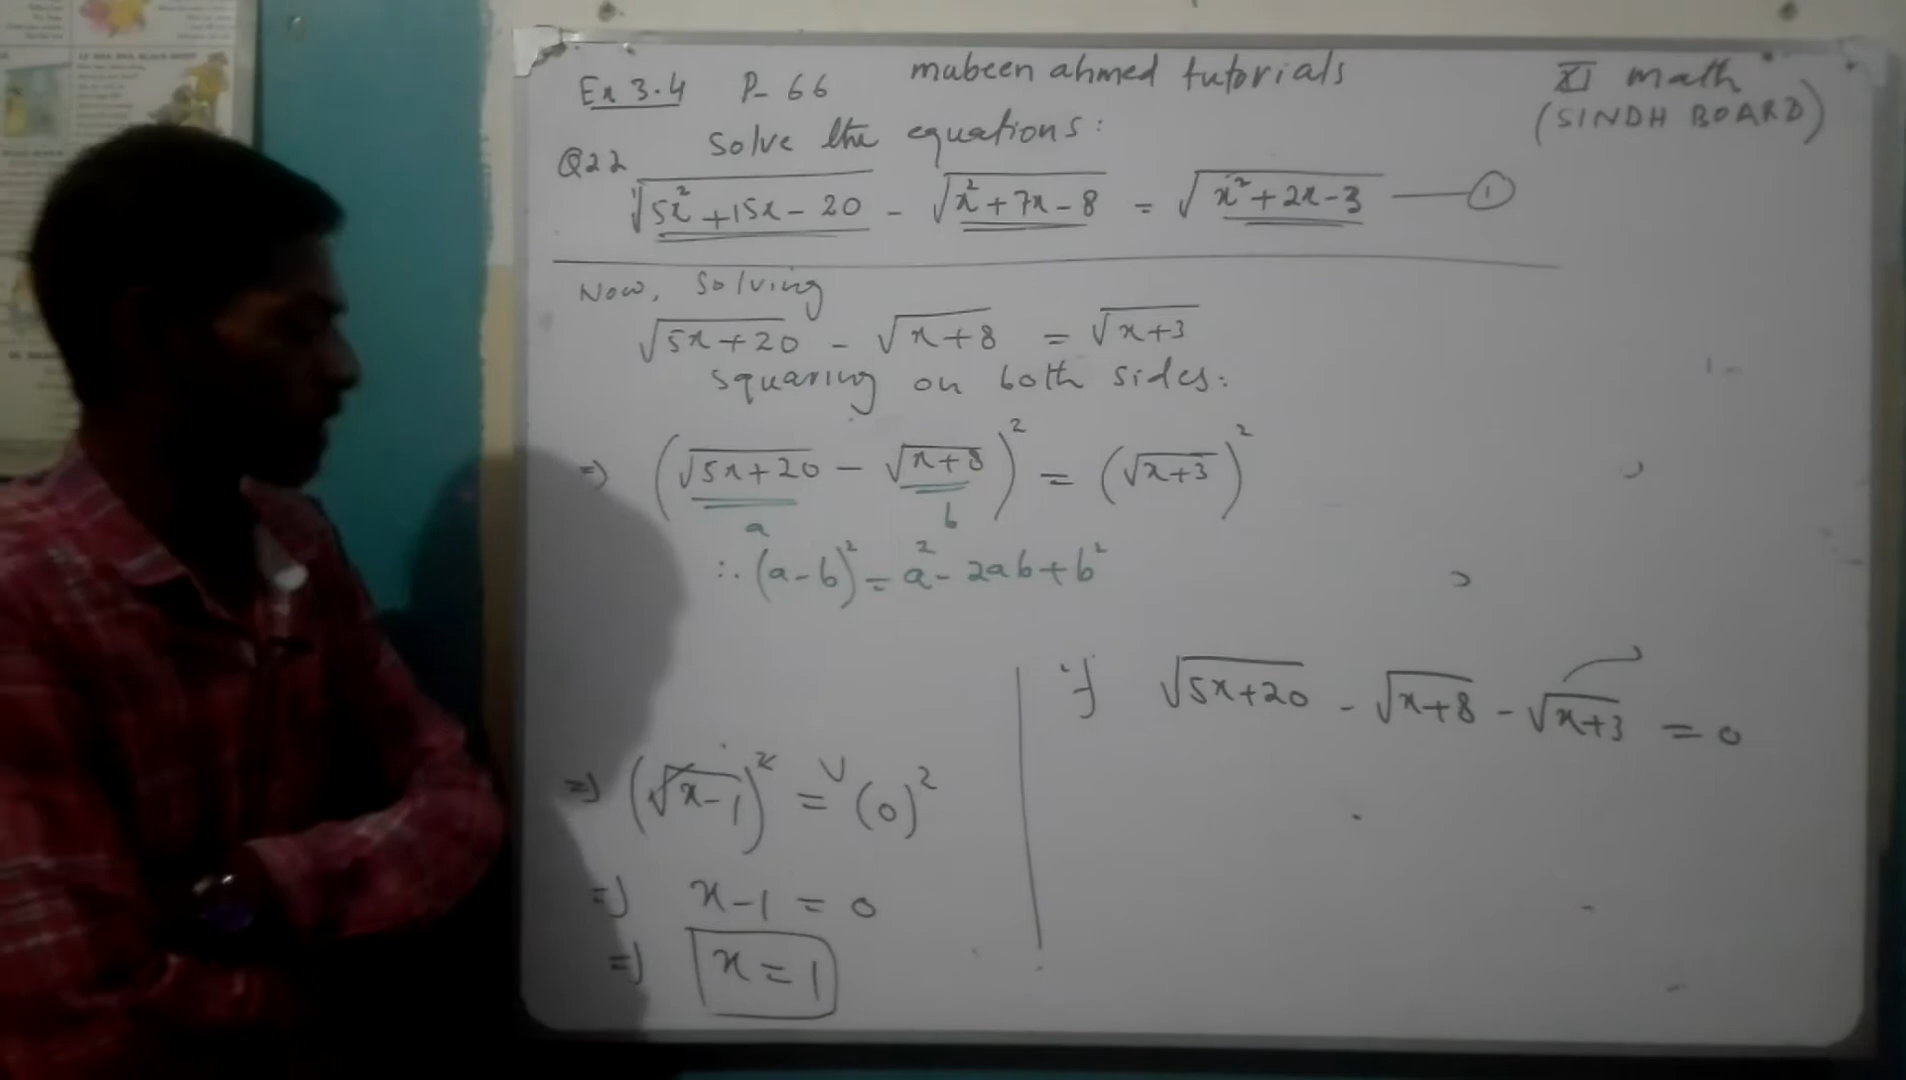 Ex 3.4 P- 66 mubeen ahmed tutorials XI math
(SINDH BOARD)
Q22 Solve the equations:
√(5x²+15x-20) - √(x²+7x-8) = √(x²+2x-3) —— ①
Now, Solving
√(5x+20) - √(x+8) = √(x+3)
squaring on both sides:
=) (√(5x+20) - √(x+8))² = (√(x+3))²
a b
∴ (a-b)² = a² - 2ab + b²
if √(5x+20) - √(x+8) - √(x+3) = 0
=) (√(x-1))² = (0)²
=) x-1 = 0
=) x = 1